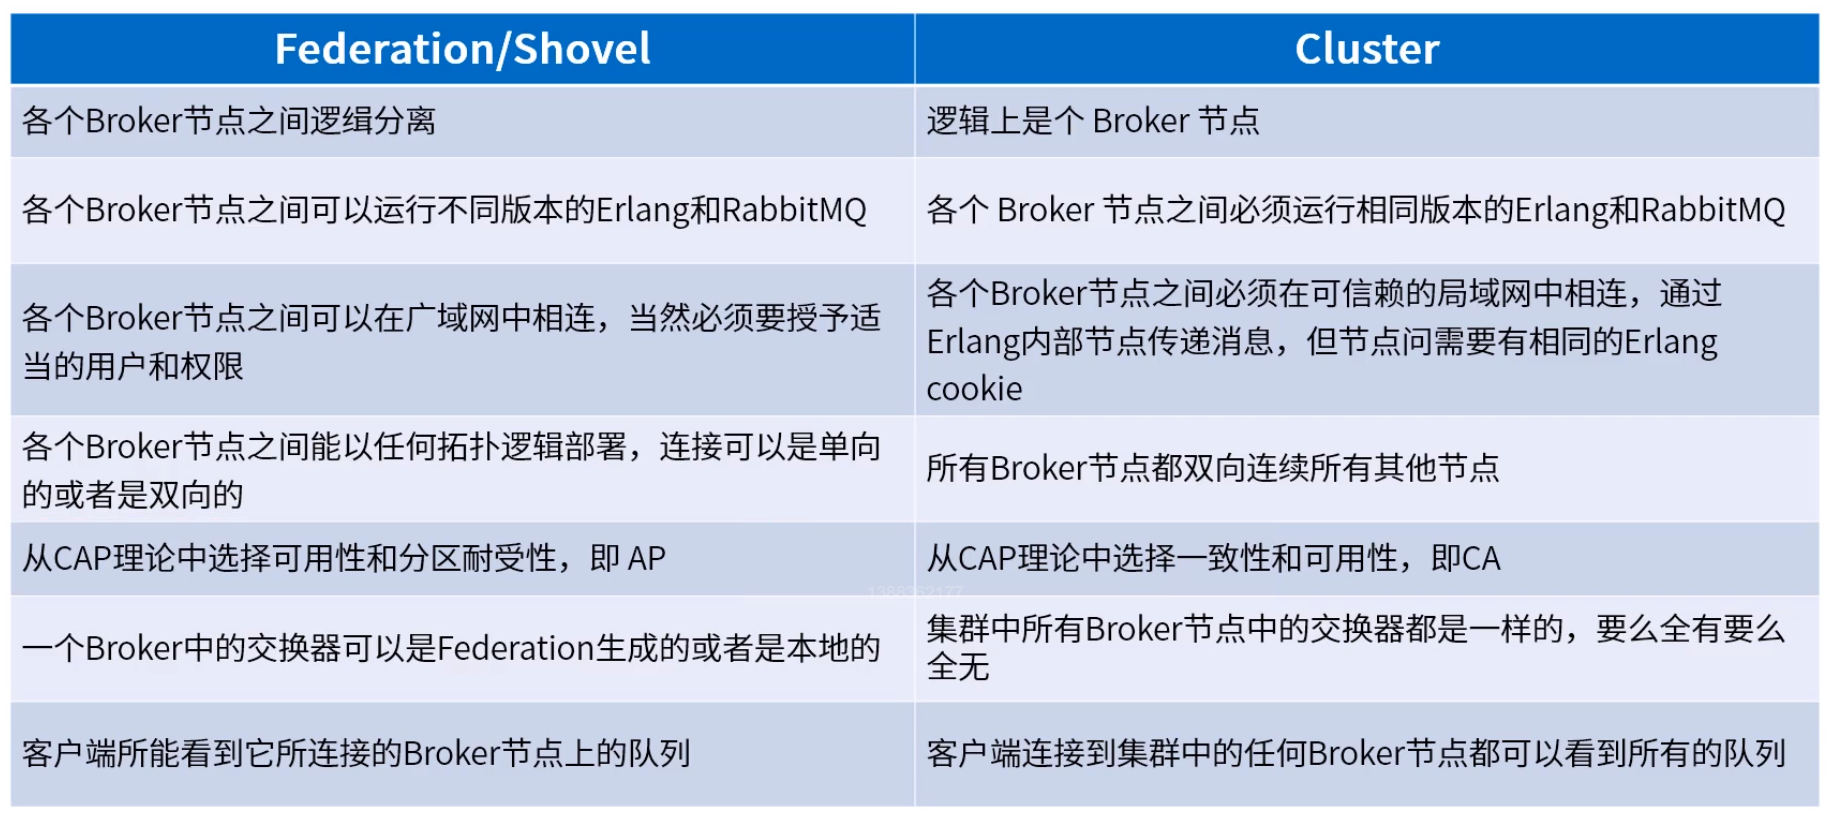 Federation/Shovel
Cluster
各个Broker节点之间逻缉分离
逻辑上是个 Broker 节点
各个Broker节点之间可以运行不同版本的Erlang和RabbitMQ
各个 Broker 节点之间必须运行相同版本的Erlang和RabbitMQ
各个Broker节点之间可以在广域网中相连，当然必须要授予适
当的用户和权限
各个Broker节点之间必须在可信赖的局域网中相连，通过
Erlang内部节点传递消息，但节点问需要有相同的Erlang
cookie
各个Broker节点之间能以任何拓扑逻辑部署，连接可以是单向
的或者是双向的
所有Broker节点都双向连续所有其他节点
从CAP理论中选择可用性和分区耐受性，即 AP
从CAP理论中选择一致性和可用性，即CA
一个Broker中的交换器可以是Federation生成的或者是本地的
集群中所有Broker节点中的交换器都是一样的，要么全有要么
全无
客户端所能看到它所连接的Broker节点上的队列
客户端连接到集群中的任何Broker节点都可以看到所有的队列